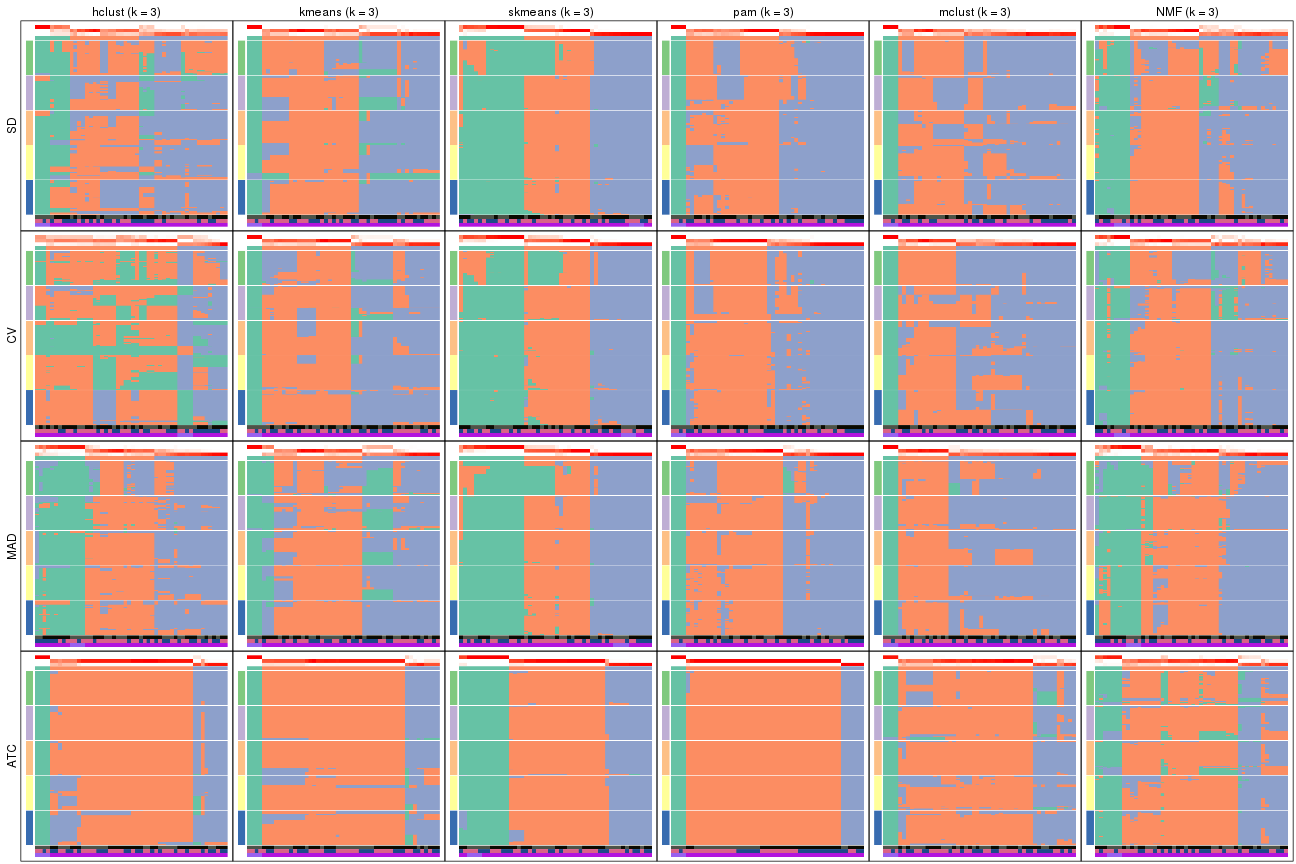 hclust (k = 3) kmeans (k = 3) skmeans (k = 3) pam (k = 3) mclust (k = 3) NMF (k = 3)
SD
CV
MAD
ATC